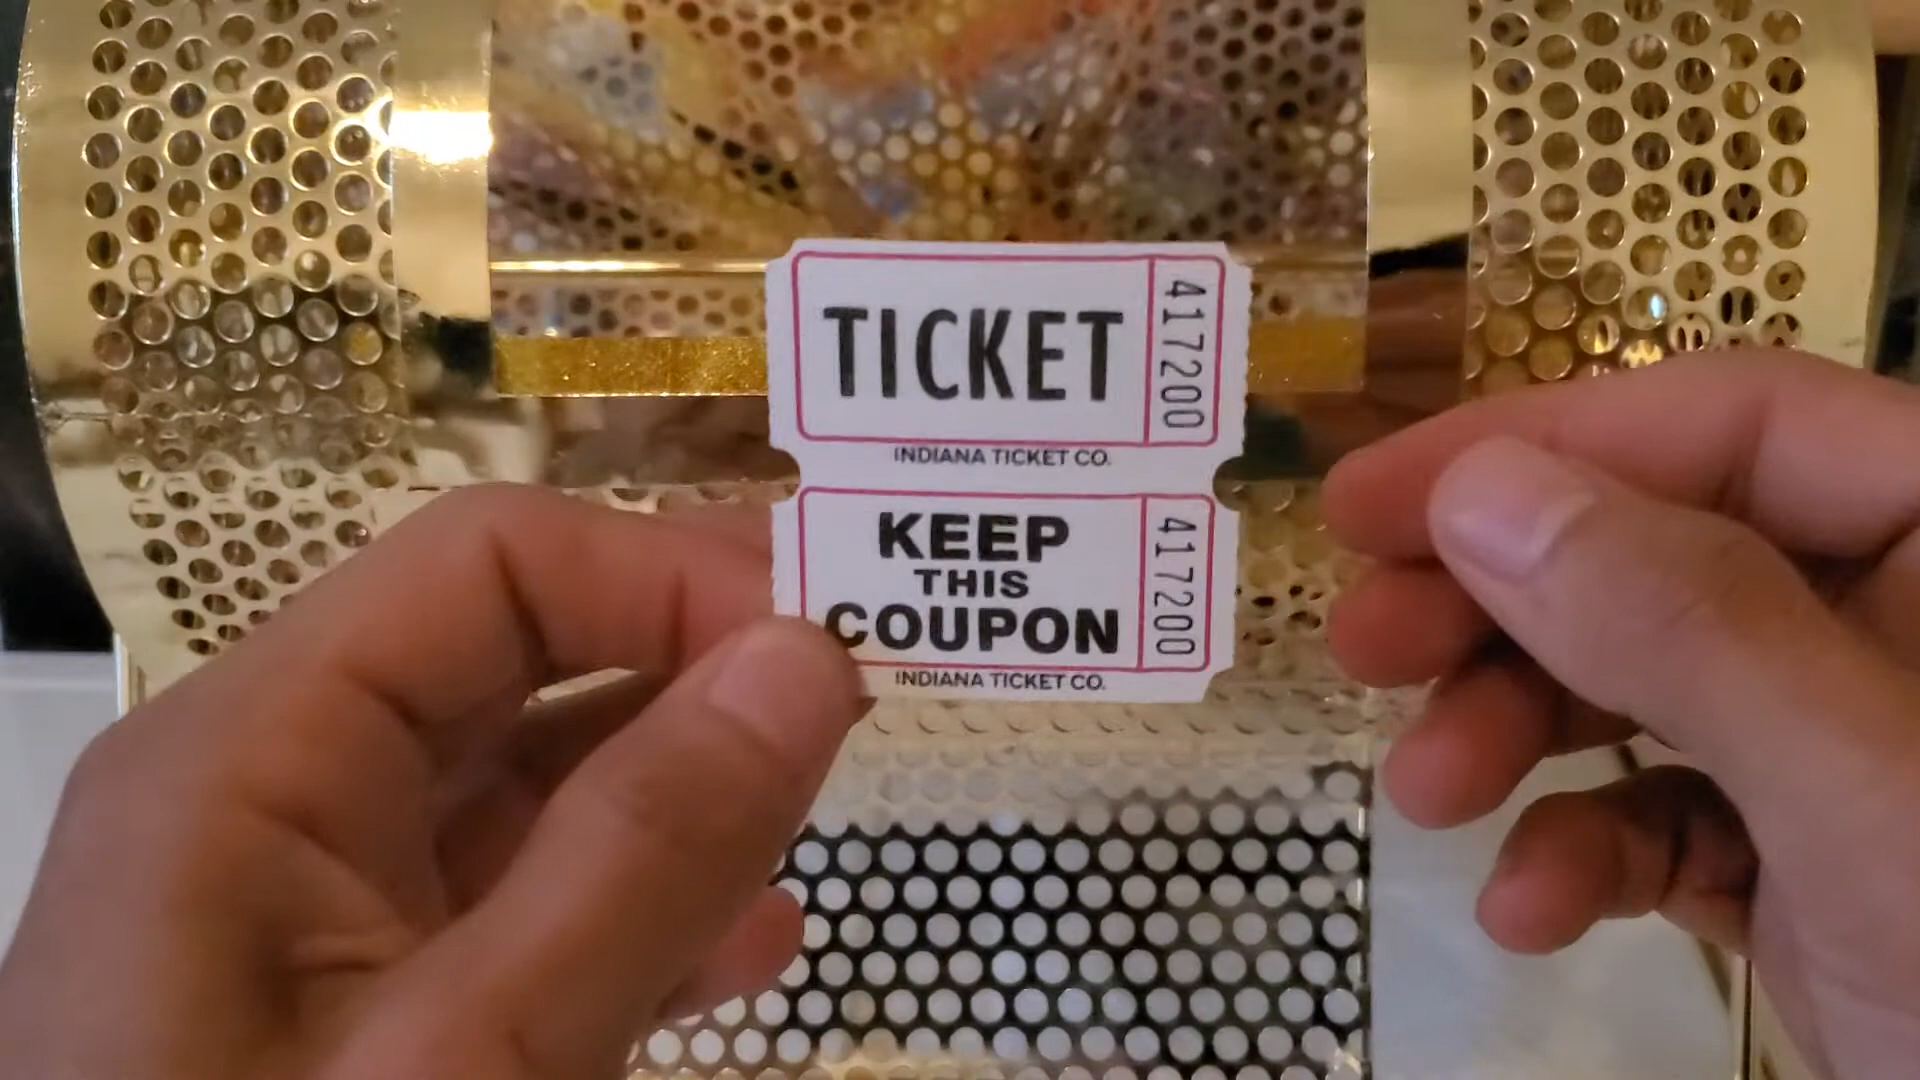 TICKET
417200
INDIANA TICKET CO.
KEEP
THIS
COUPON
417200
INDIANA TICKET CO.